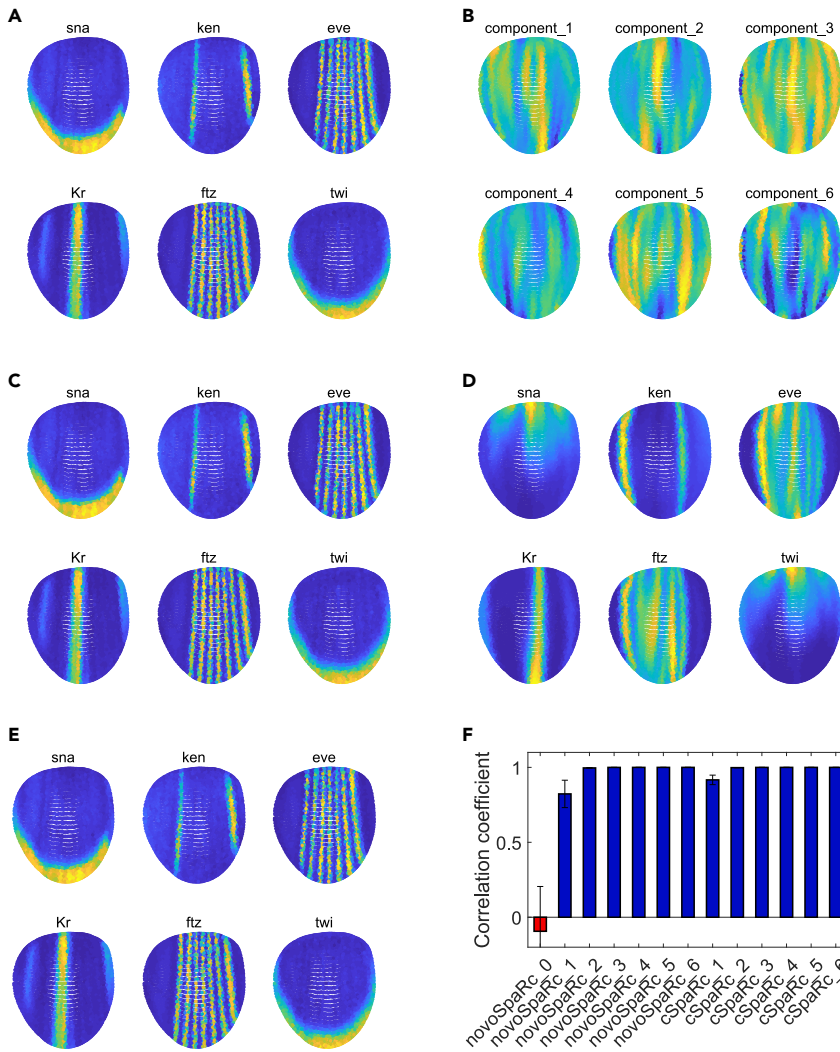 A
sna ken eve
Kr ftz twi
B
component_1 component_2 component_3
component_4 component_5 component_6
C
sna ken eve
Kr ftz twi
D
sna ken eve
Kr ftz twi
E
sna ken eve
Kr ftz twi
F
Correlation coefficient
1
0.5
0
novoSpaRc_0
novoSpaRc_1
novoSpaRc_2
novoSpaRc_3
novoSpaRc_4
novoSpaRc_5
novoSpaRc_6
cSpaRc_1
cSpaRc_2
cSpaRc_3
cSpaRc_4
cSpaRc_5
cSpaRc_6